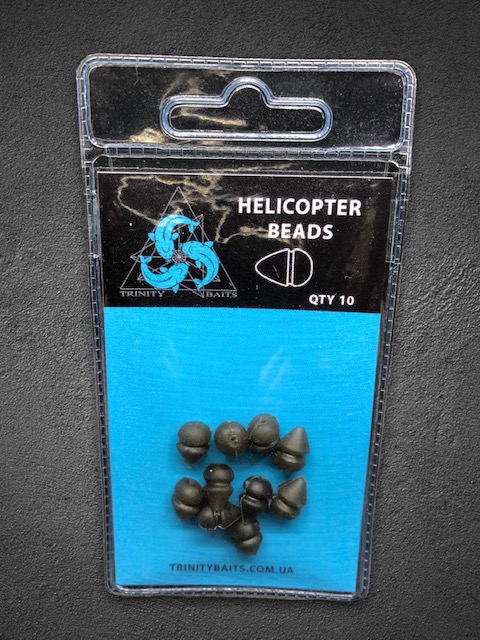 HELICOPTER
BEADS
TRINITY BAITS
QTY 10
TRINITYBAITS.COM.UA